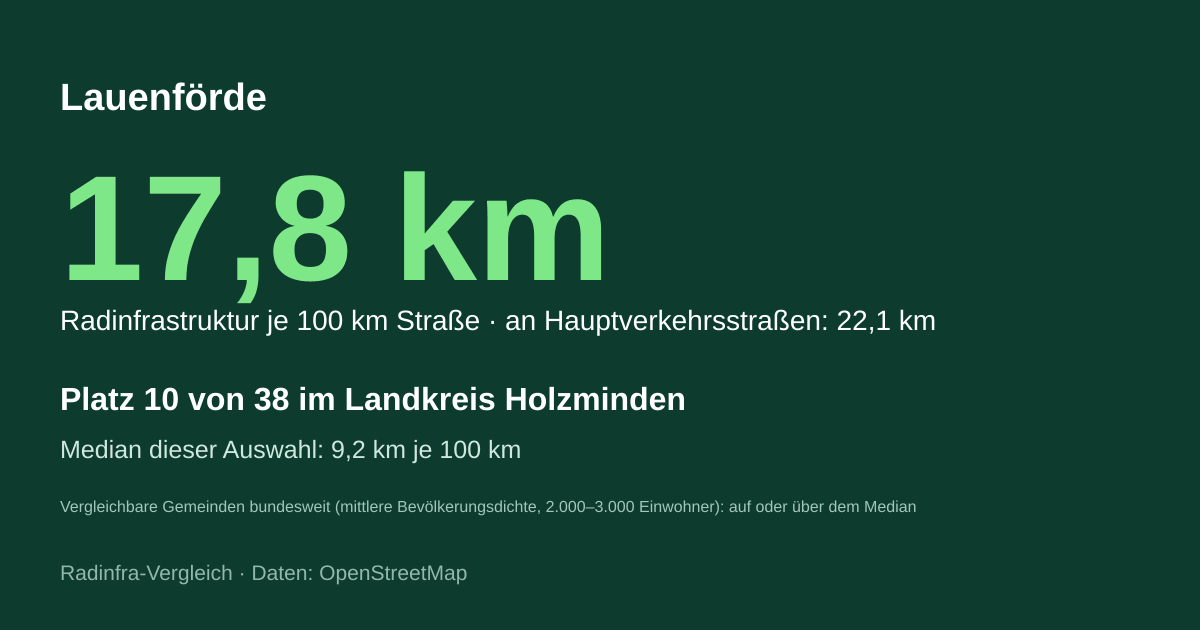 Lauenförde
17,8 km
Radinfrastruktur je 100 km Straße · an Hauptverkehrsstraßen: 22,1 km
Platz 10 von 38 im Landkreis Holzminden
Median dieser Auswahl: 9,2 km je 100 km
Vergleichbare Gemeinden bundesweit (mittlere Bevölkerungsdichte, 2.000–3.000 Einwohner): auf oder über dem Median
Radinfra-Vergleich · Daten: OpenStreetMap